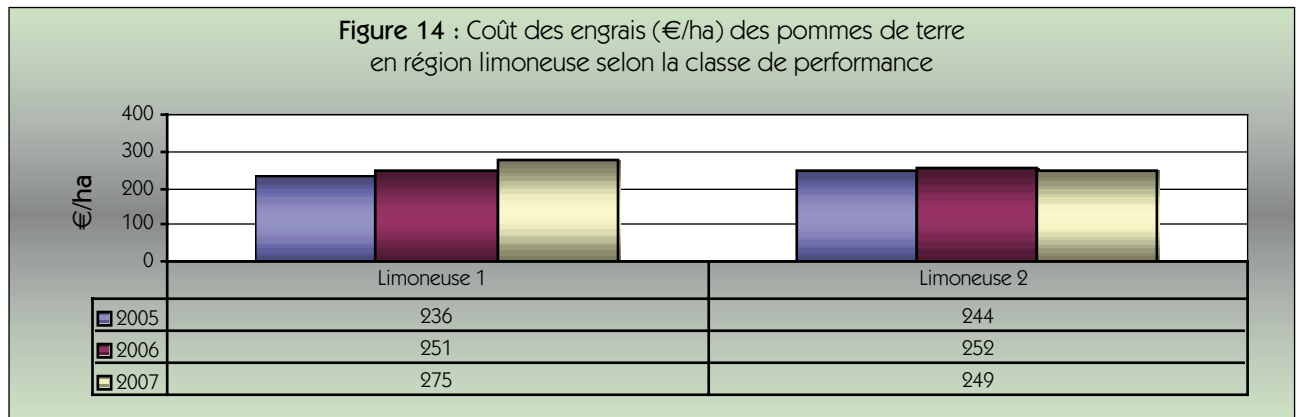 Figure 14 : Coût des engrais (€/ha) des pommes de terre
en région limoneuse selon la classe de performance
400
300
200
100
0
€/ha
Limoneuse 1 Limoneuse 2
2005 236 244
2006 251 252
2007 275 249